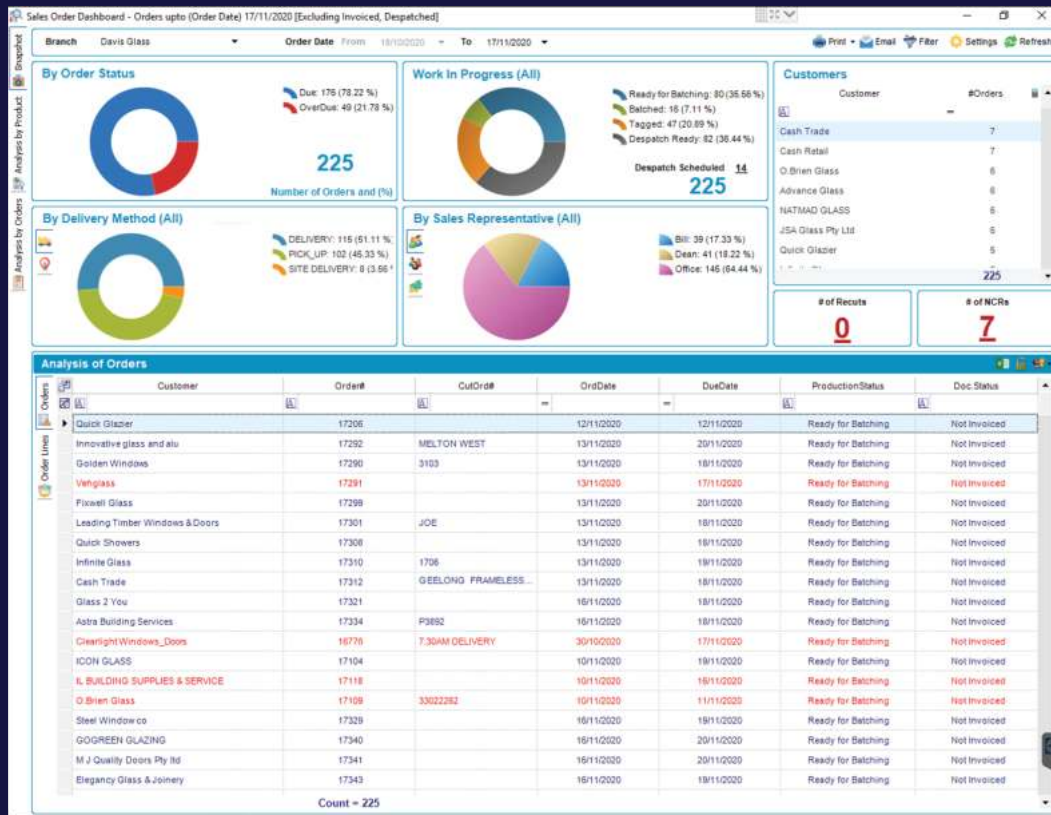 Sales Order Dashboard - Orders upto (Order Date) 17/11/2020 [Excluding Invoiced, Despatched]
Branch Davis Glass Order Date From 18/10/2020 To 17/11/2020 Print Email Filter Settings Refresh
Snapshot
Analysis by Product
Analysis by Orders
By Order Status
Due: 176 (78.22 %)
OverDue: 49 (21.78 %)
225
Number of Orders and (%)
Work In Progress (All)
Ready for Batching: 80 (35.56 %)
Batched: 16 (7.11 %)
Tagged: 47 (20.89 %)
Despatch Ready: 82 (36.44 %)
Despatch Scheduled 14
225
Customers
Customer #Orders
Cash Trade 7
Cash Retail 7
O.Brien Glass 6
Advance Glass 6
NATMAD GLASS 6
JSA Glass Pty Ltd 6
Quick Glazier 5
225
By Delivery Method (All)
DELIVERY: 115 (51.11 %
PICK_UP: 102 (45.33 %)
SITE DELIVERY: 8 (3.56
By Sales Representative (All)
Bill: 39 (17.33 %)
Dean: 41 (18.22 %)
Office: 145 (64.44 %)
# of Recuts
0
# of NCRs
7
Analysis of Orders
Orders
Order Lines
Customer Order# CutOrd# OrdDate DueDate ProductionStatus Doc.Status
Quick Glazier 17206 12/11/2020 12/11/2020 Ready for Batching Not Invoiced
Innovative glass and alu 17292 MELTON WEST 13/11/2020 20/11/2020 Ready for Batching Not Invoiced
Golden Windows 17290 3103 13/11/2020 18/11/2020 Ready for Batching Not Invoiced
Vehglass 17291 13/11/2020 17/11/2020 Ready for Batching Not Invoiced
Fixwell Glass 17299 13/11/2020 20/11/2020 Ready for Batching Not Invoiced
Leading Timber Windows & Doors 17301 JOE 13/11/2020 18/11/2020 Ready for Batching Not Invoiced
Quick Showers 17308 13/11/2020 18/11/2020 Ready for Batching Not Invoiced
Infinite Glass 17310 1706 13/11/2020 19/11/2020 Ready for Batching Not Invoiced
Cash Trade 17312 GEELONG FRAMELESS... 13/11/2020 18/11/2020 Ready for Batching Not Invoiced
Glass 2 You 17321 16/11/2020 18/11/2020 Ready for Batching Not Invoiced
Astra Building Services 17334 P3892 16/11/2020 18/11/2020 Ready for Batching Not Invoiced
Clearlight Windows_Doors 16776 7:30AM DELIVERY 30/10/2020 17/11/2020 Ready for Batching Not Invoiced
ICON GLASS 17104 10/11/2020 19/11/2020 Ready for Batching Not Invoiced
IL BUILDING SUPPLIES & SERVICE 17118 10/11/2020 16/11/2020 Ready for Batching Not Invoiced
O.Brien Glass 17109 33022282 10/11/2020 11/11/2020 Ready for Batching Not Invoiced
Steel Window co 17329 16/11/2020 19/11/2020 Ready for Batching Not Invoiced
GOGREEN GLAZING 17340 16/11/2020 20/11/2020 Ready for Batching Not Invoiced
M J Quality Doors Pty ltd 17341 16/11/2020 20/11/2020 Ready for Batching Not Invoiced
Elegancy Glass & Joinery 17343 16/11/2020 19/11/2020 Ready for Batching Not Invoiced
Count = 225